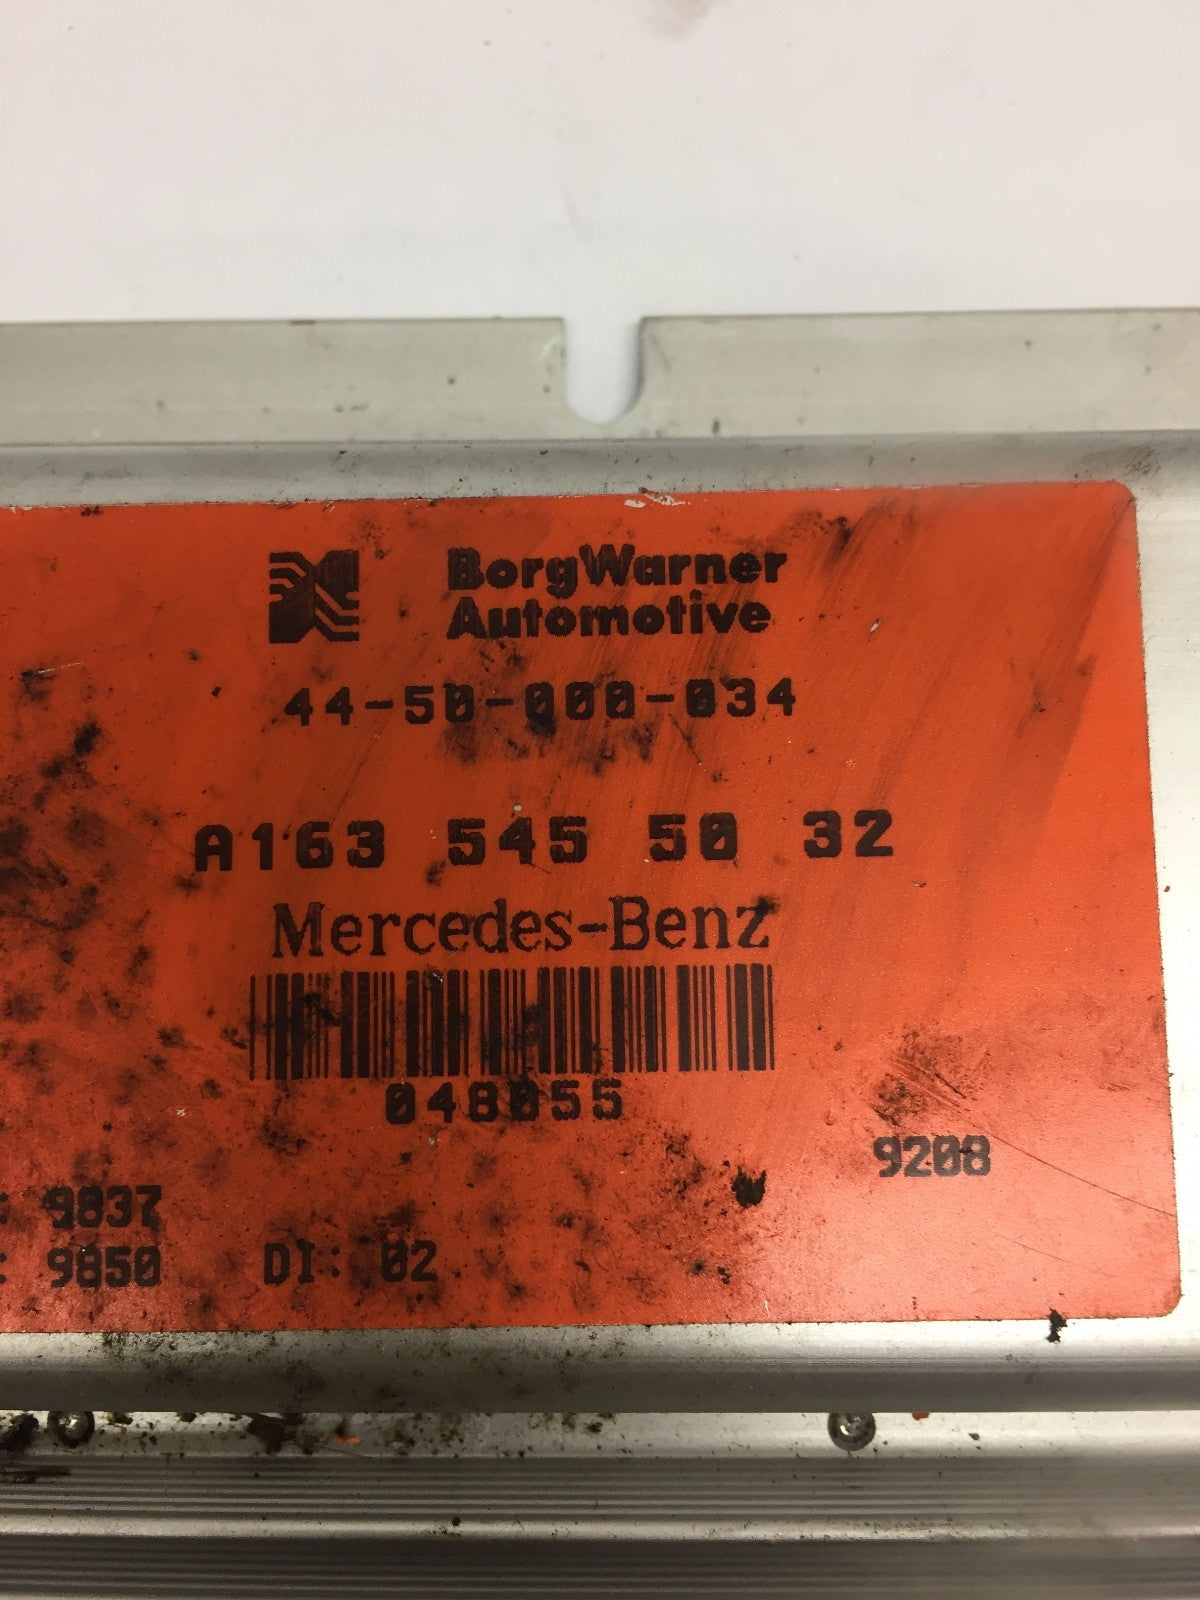 BorgWarner
Automotive
44-50-000-034
A163 545 50 32
Mercedes-Benz
048055
9208
: 9837
: 9850 DI: 02